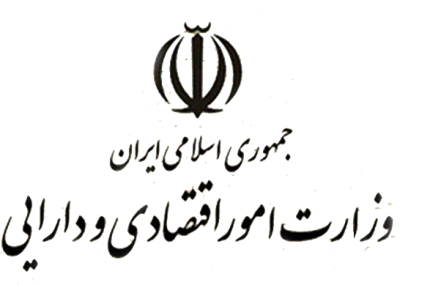 جمهوری اسلامی ایران
وزارت امور اقتصادی و دارایی